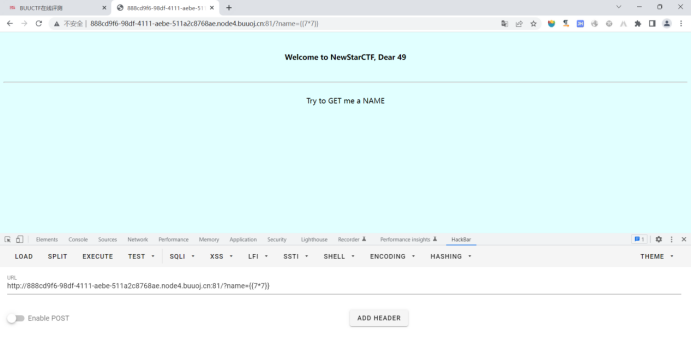 BUUCTF在线评测
888cd9f6-98df-4111-aebe-511
不安全 | 888cd9f6-98df-4111-aebe-511a2c8768ae.node4.buuoj.cn:81/?name={{7*7}}
Welcome to NewStarCTF, Dear 49
Try to GET me a NAME
Elements Console Sources Network Performance Memory Application Security Lighthouse Recorder Performance insights HackBar 1
LOAD SPLIT EXECUTE TEST SQLI XSS LFI SSTI SHELL ENCODING HASHING THEME
URL
http://888cd9f6-98df-4111-aebe-511a2c8768ae.node4.buuoj.cn:81/?name={{7*7}}
Enable POST ADD HEADER